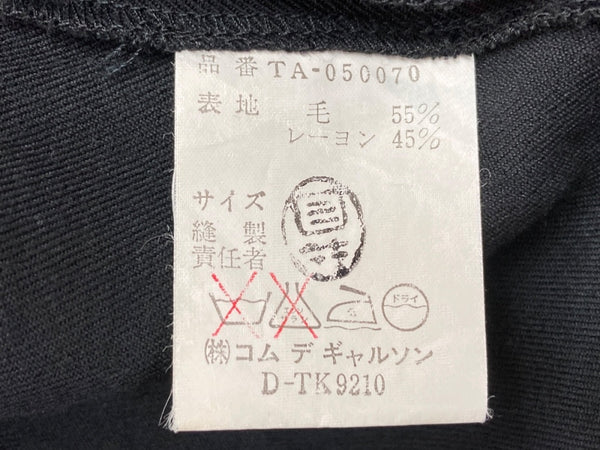 品番 TA-050070
表地 毛 55%
レーヨン 45%
サイズ
縫製
責任者
ドライ
㈱コム デ ギャルソン
D-TK9210